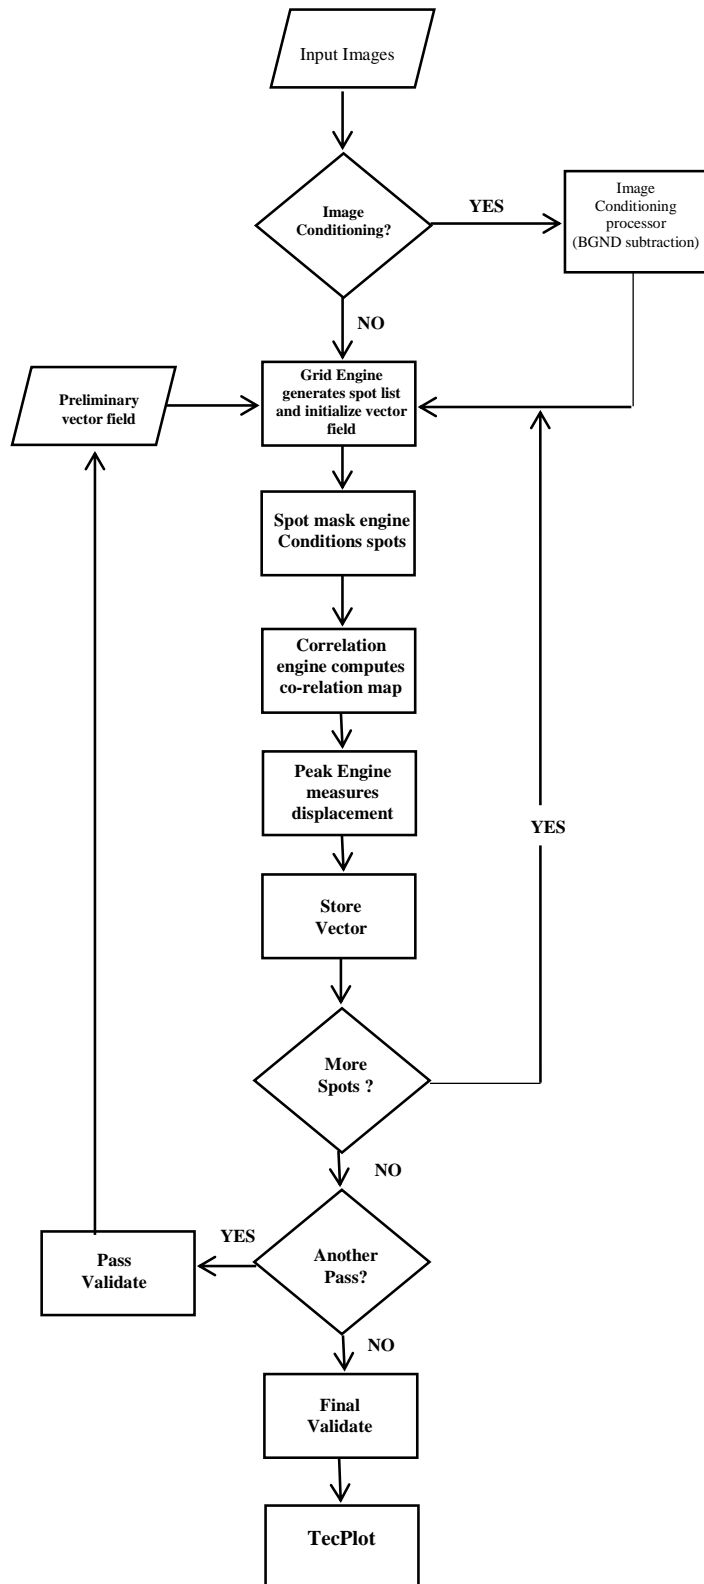 Input Images
Image
Conditioning?
YES
Image
Conditioning
processor
(BGND subtraction)
NO
Preliminary
vector field
Grid Engine
generates spot list
and initialize vector
field
Spot mask engine
Conditions spots
Correlation
engine computes
co-relation map
Peak Engine
measures
displacement
YES
Store
Vector
More
Spots ?
NO
YES
Another
Pass?
Pass
Validate
NO
Final
Validate
TecPlot